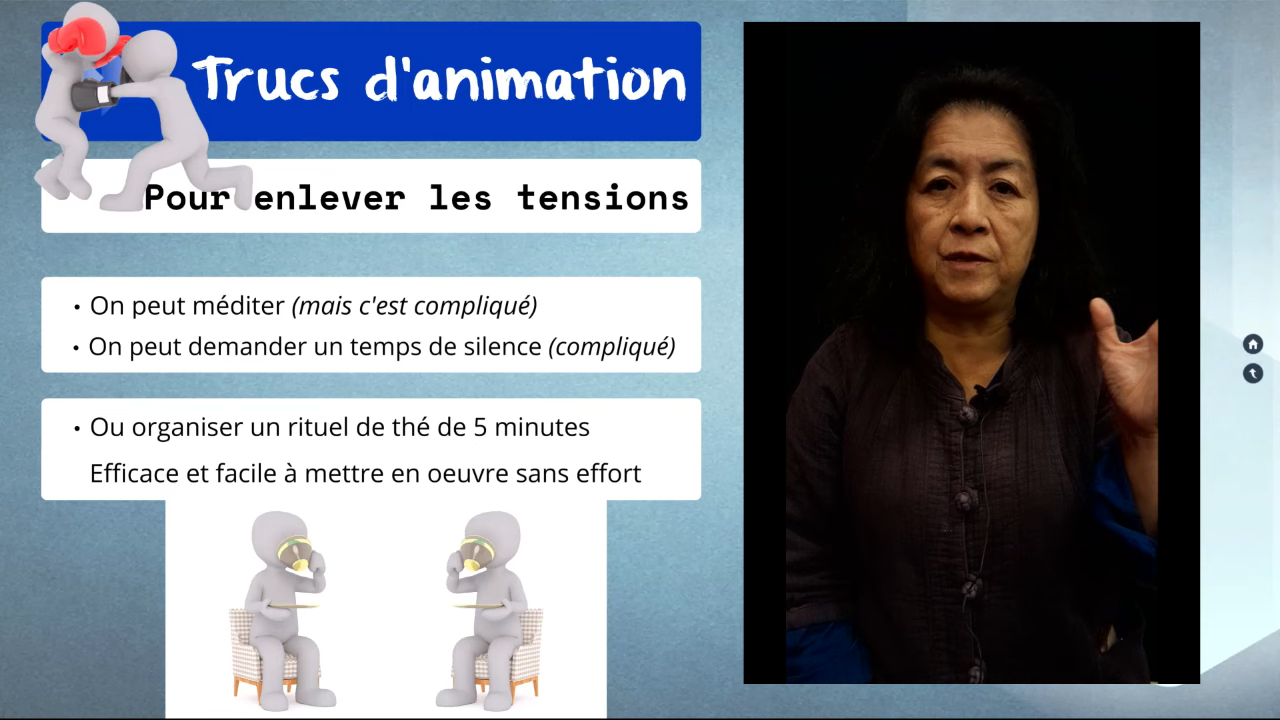 Trucs d'animation
Pour enlever les tensions
• On peut méditer (mais c'est compliqué)
• On peut demander un temps de silence (compliqué)
• Ou organiser un rituel de thé de 5 minutes
Efficace et facile à mettre en oeuvre sans effort